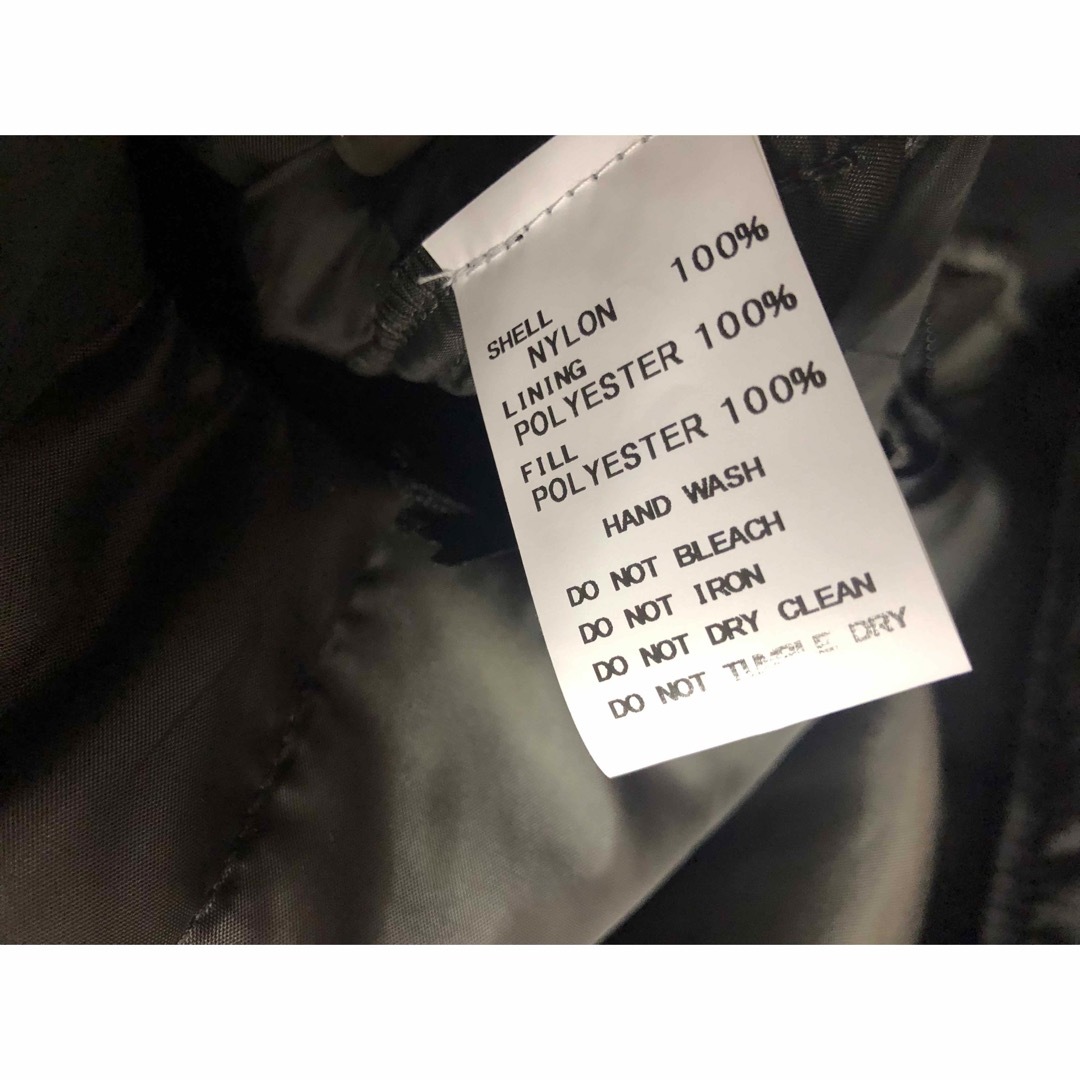 SHELL
NYLON 100%
LINING
POLYESTER 100%
FILL
POLYESTER 100%
HAND WASH
DO NOT BLEACH
DO NOT IRON
DO NOT DRY CLEAN
DO NOT TUMBLE DRY